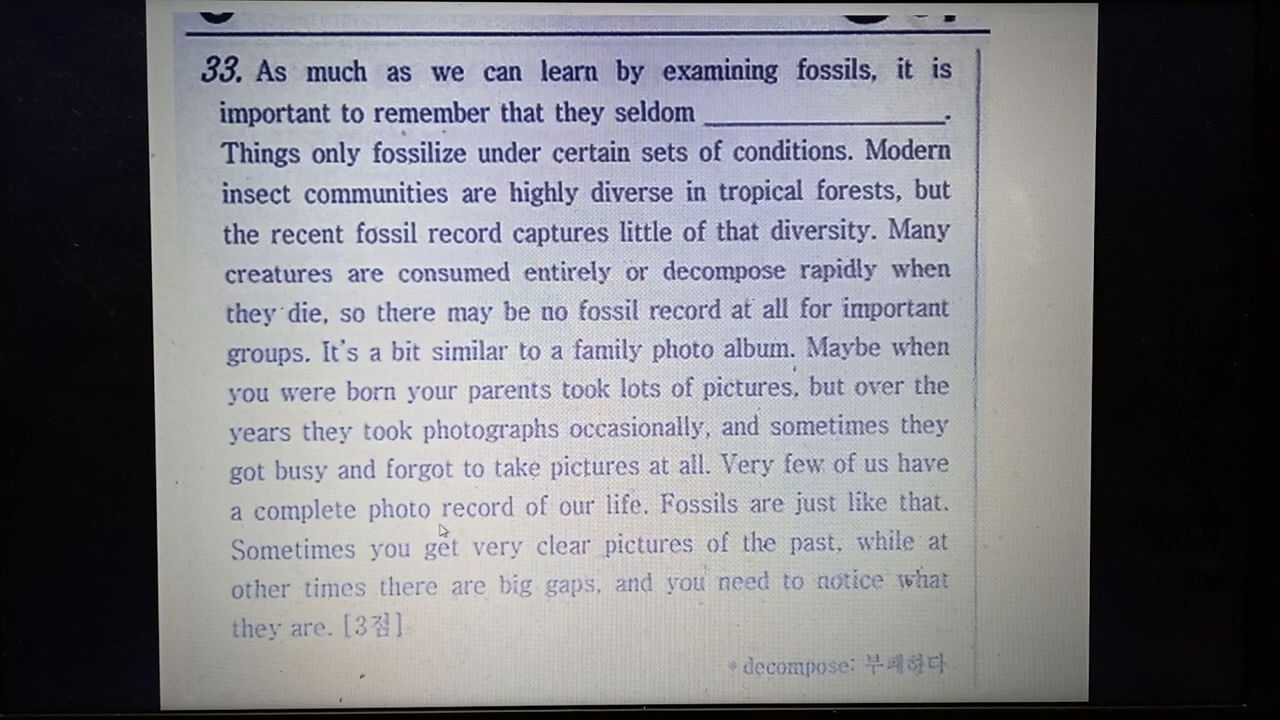 33. As much as we can learn by examining fossils, it is
important to remember that they seldom ____________.
Things only fossilize under certain sets of conditions. Modern
insect communities are highly diverse in tropical forests, but
the recent fossil record captures little of that diversity. Many
creatures are consumed entirely or decompose rapidly when
they die, so there may be no fossil record at all for important
groups. It's a bit similar to a family photo album. Maybe when
you were born your parents took lots of pictures, but over the
years they took photographs occasionally, and sometimes they
got busy and forgot to take pictures at all. Very few of us have
a complete photo record of our life. Fossils are just like that.
Sometimes you get very clear pictures of the past, while at
other times there are big gaps, and you need to notice what
they are. [3점]
* decompose: 부패하다